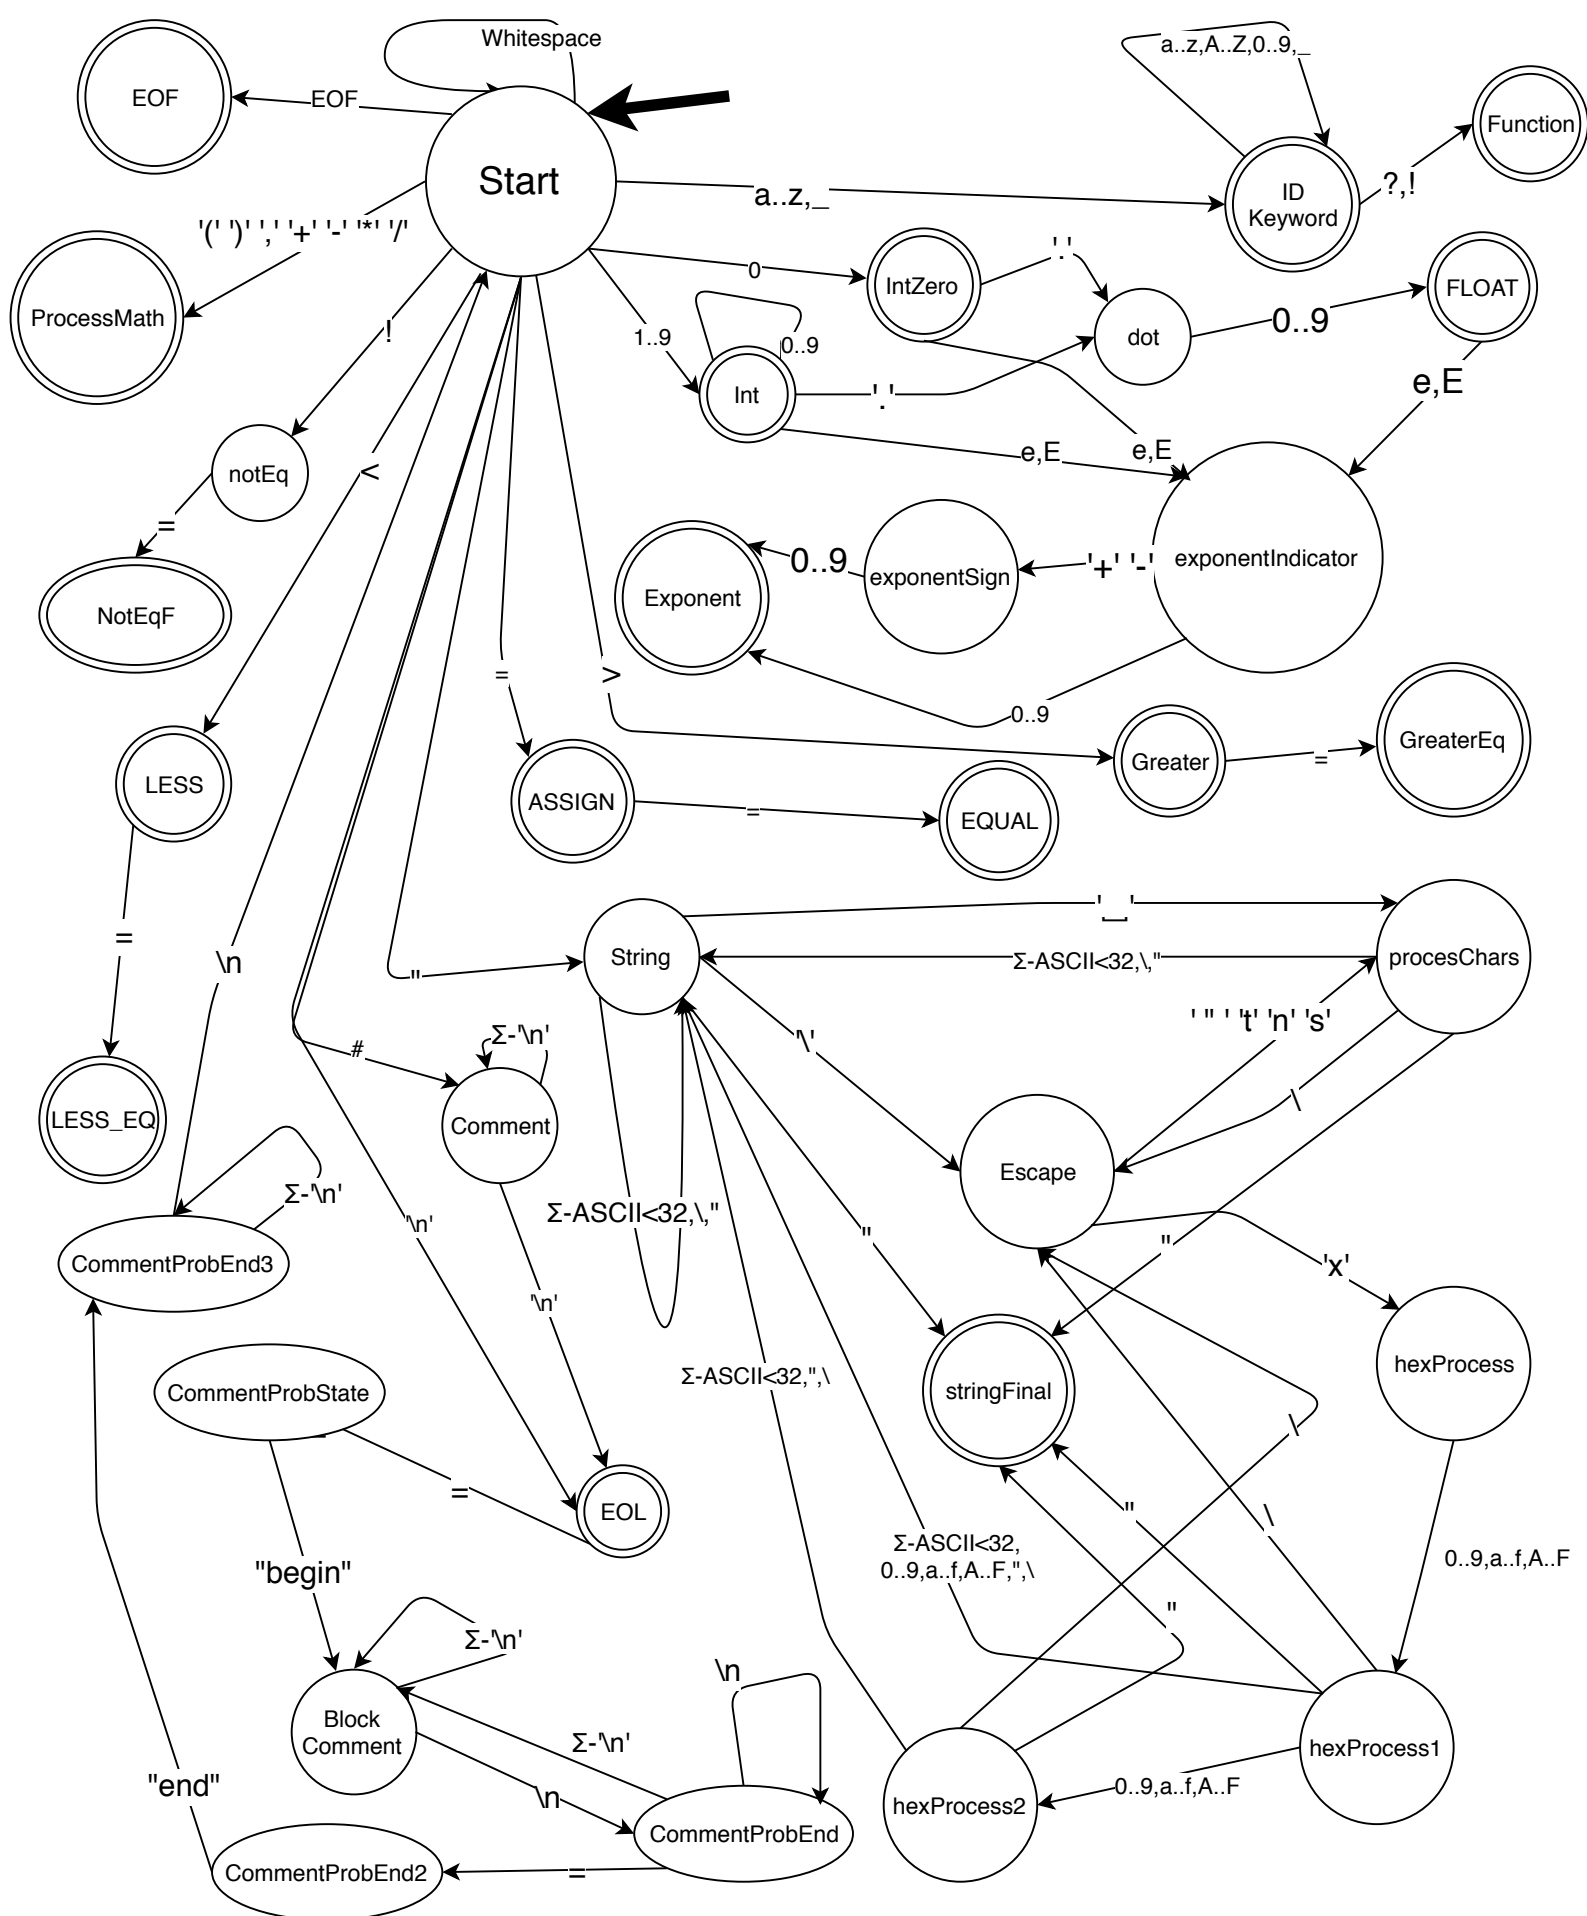 Whitespace
a..z,A..Z,0..9,_
EOF
EOF
Function
Start
?,!
ID
Keyword
a..z,_
'(' ')' ',' '+' '-' '*' '/'
'.'
0
IntZero
FLOAT
ProcessMath
0..9
!
1..9
0..9
dot
e,E
Int
'.'
e,E
e,E
<
notEq
=
'+' '-'
0..9
exponentIndicator
exponentSign
Exponent
NotEqF
=
>
0..9
GreaterEq
=
Greater
LESS
ASSIGN
=
EQUAL
'⎵'
=
\n
String
Σ-ASCII<32,\,"
procesChars
"
' " ' 't' 'n' 's'
Σ-'\n'
'\'
#
\
LESS_EQ
Comment
Escape
Σ-'\n'
Σ-ASCII<32,\,"
'\n'
"
"
CommentProbEnd3
'x'
'\n'
hexProcess
Σ-ASCII<32,",\
CommentProbState
stringFinal
\
=
EOL
"
\
Σ-ASCII<32,
0..9,a..f,A..F,",\
0..9,a..f,A..F
"begin"
"
Σ-'\n'
\n
Block
Comment
Σ-'\n'
hexProcess1
"end"
\n
0..9,a..f,A..F
hexProcess2
CommentProbEnd
CommentProbEnd2
=